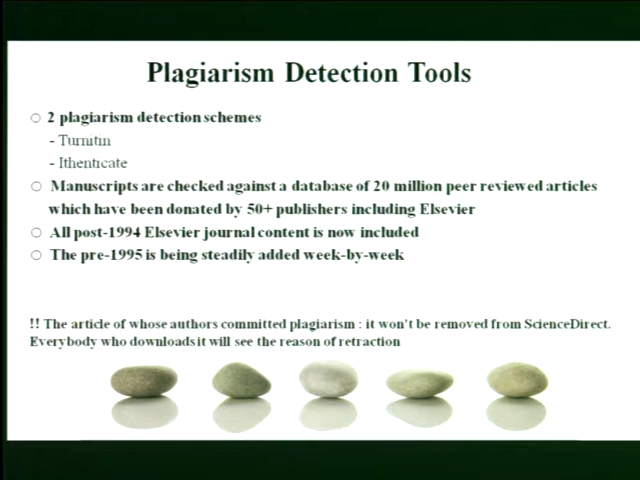 Plagiarism Detection Tools
2 plagiarism detection schemes
- Turnitin
- Ithenticate
Manuscripts are checked against a database of 20 million peer reviewed articles
which have been donated by 50+ publishers including Elsevier
All post-1994 Elsevier journal content is now included
The pre-1995 is being steadily added week-by-week
!! The article of whose authors committed plagiarism : it won't be removed from ScienceDirect.
Everybody who downloads it will see the reason of retraction